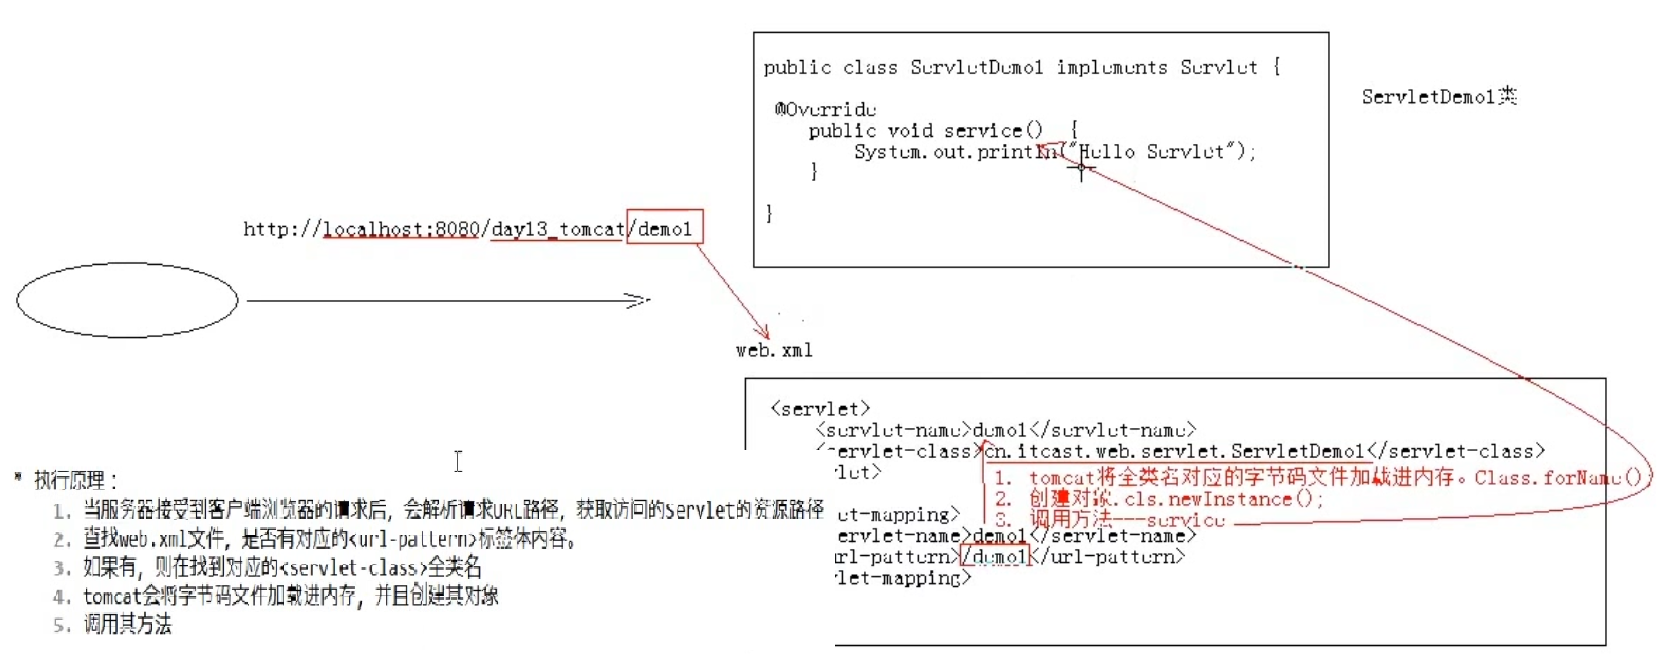 public class ServletDemo1 implements Servlet {
@Override
public void service() {
System.out.println("Hello Servlet");
}
}
ServletDemo1类
http://localhost:8080/day13_tomcat/demo1
web.xml
<servlet>
<servlet-name>demo1</servlet-name>
ervlet-class>cn.itcast.web.servlet.ServletDemo1</servlet-class>
let>
1. tomcat将全类名对应的字节码文件加载进内存。Class.forName()
2. 创建对象.cls.newInstance();
3. 调用方法---service
et-mapping>
ervlet-name>demo1</servlet-name>
rl-pattern>/demo1</url-pattern>
let-mapping>
* 执行原理：
1. 当服务器接受到客户端浏览器的请求后，会解析请求URL路径，获取访问的Servlet的资源路径
2. 查找web.xml文件，是否有对应的<url-pattern>标签体内容。
3. 如果有，则在找到对应的<servlet-class>全类名
4. tomcat会将字节码文件加载进内存，并且创建其对象
5. 调用其方法